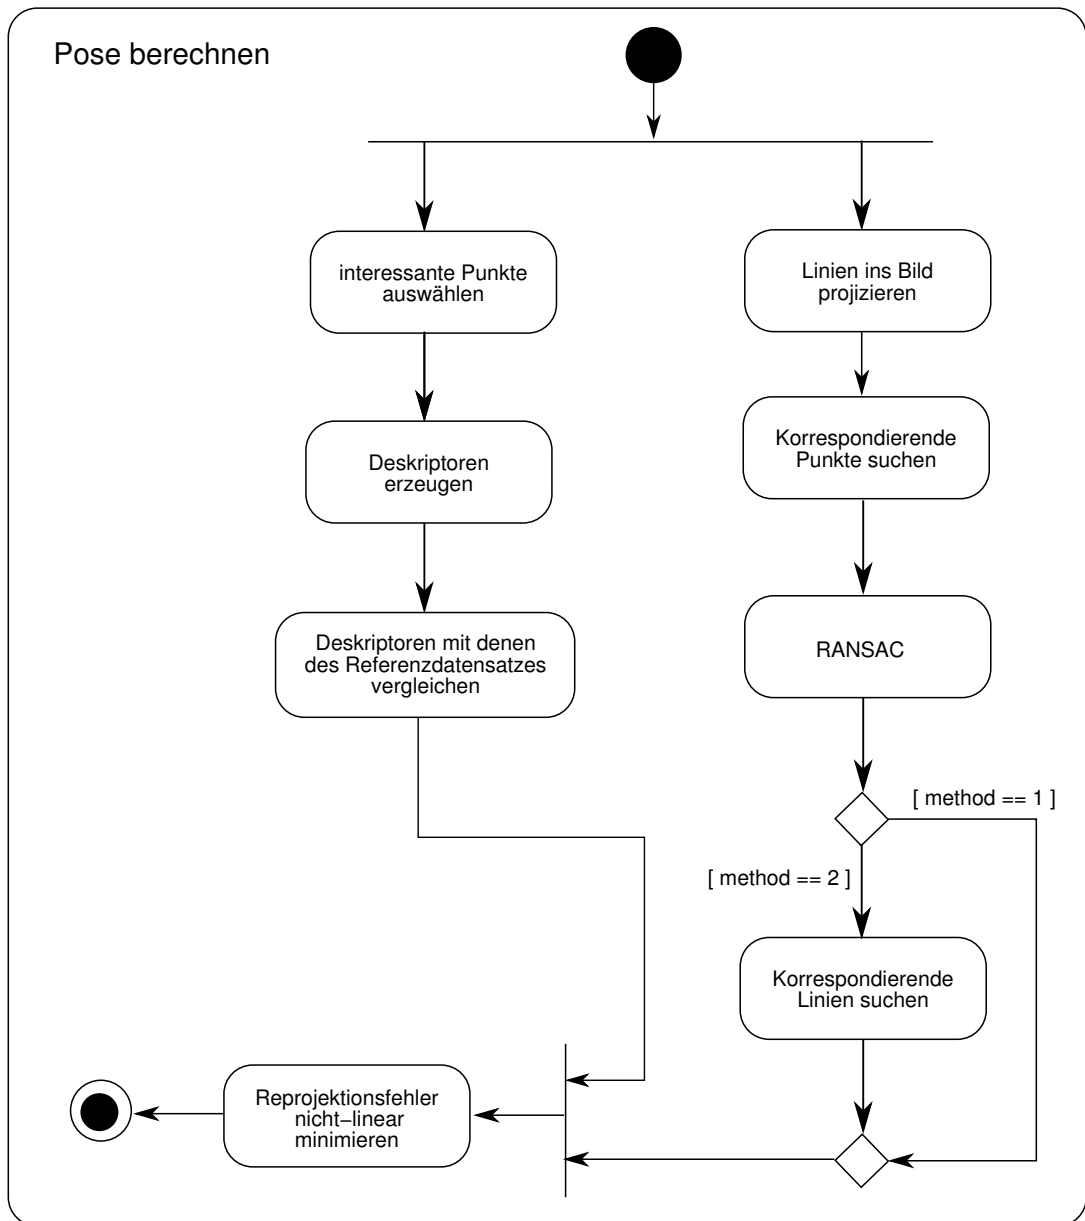 Pose berechnen
interessante Punkte
auswählen
Deskriptoren
erzeugen
Deskriptoren mit denen
des Referenzdatensatzes
vergleichen
Linien ins Bild
projizieren
Korrespondierende
Punkte suchen
RANSAC
[ method == 1 ]
[ method == 2 ]
Korrespondierende
Linien suchen
Reprojektionsfehler
nicht−linear
minimieren